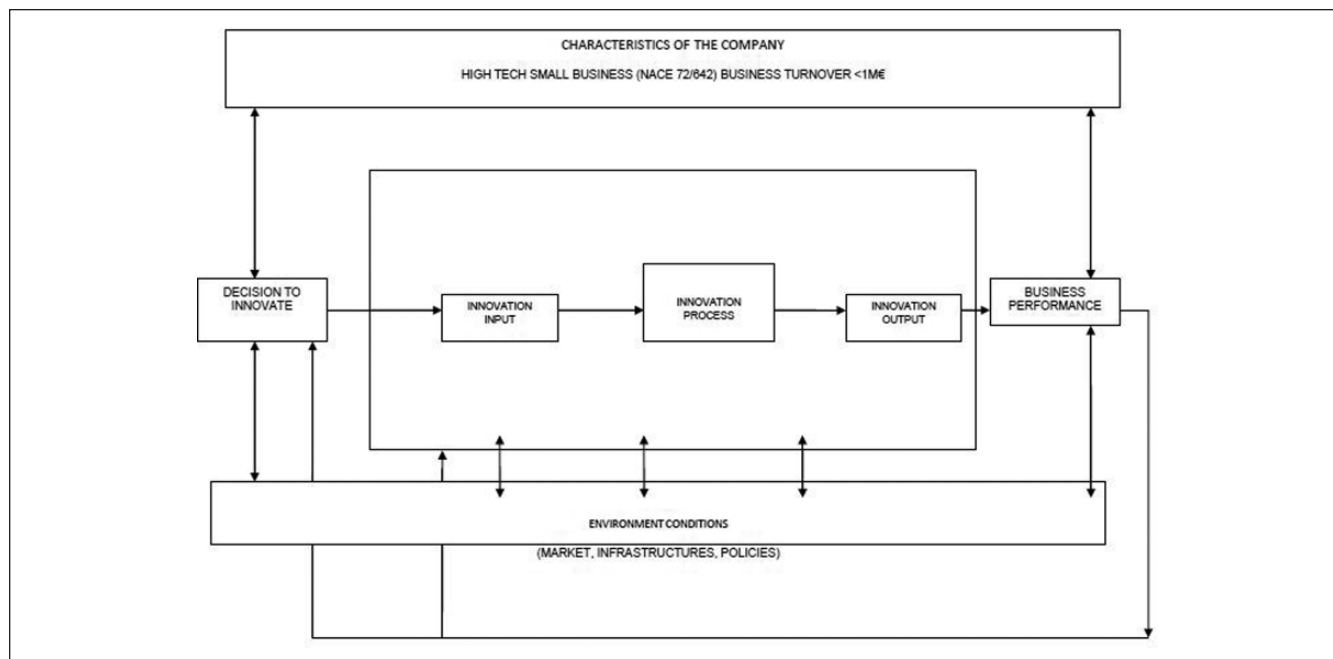 CHARACTERISTICS OF THE COMPANY
HIGH TECH SMALL BUSINESS (NACE 72/642) BUSINESS TURNOVER <1M€
DECISION TO
INNOVATE
INNOVATION
INPUT
INNOVATION
PROCESS
INNOVATION
OUTPUT
BUSINESS
PERFORMANCE
ENVIRONMENT CONDITIONS
(MARKET, INFRASTRUCTURES, POLICIES)